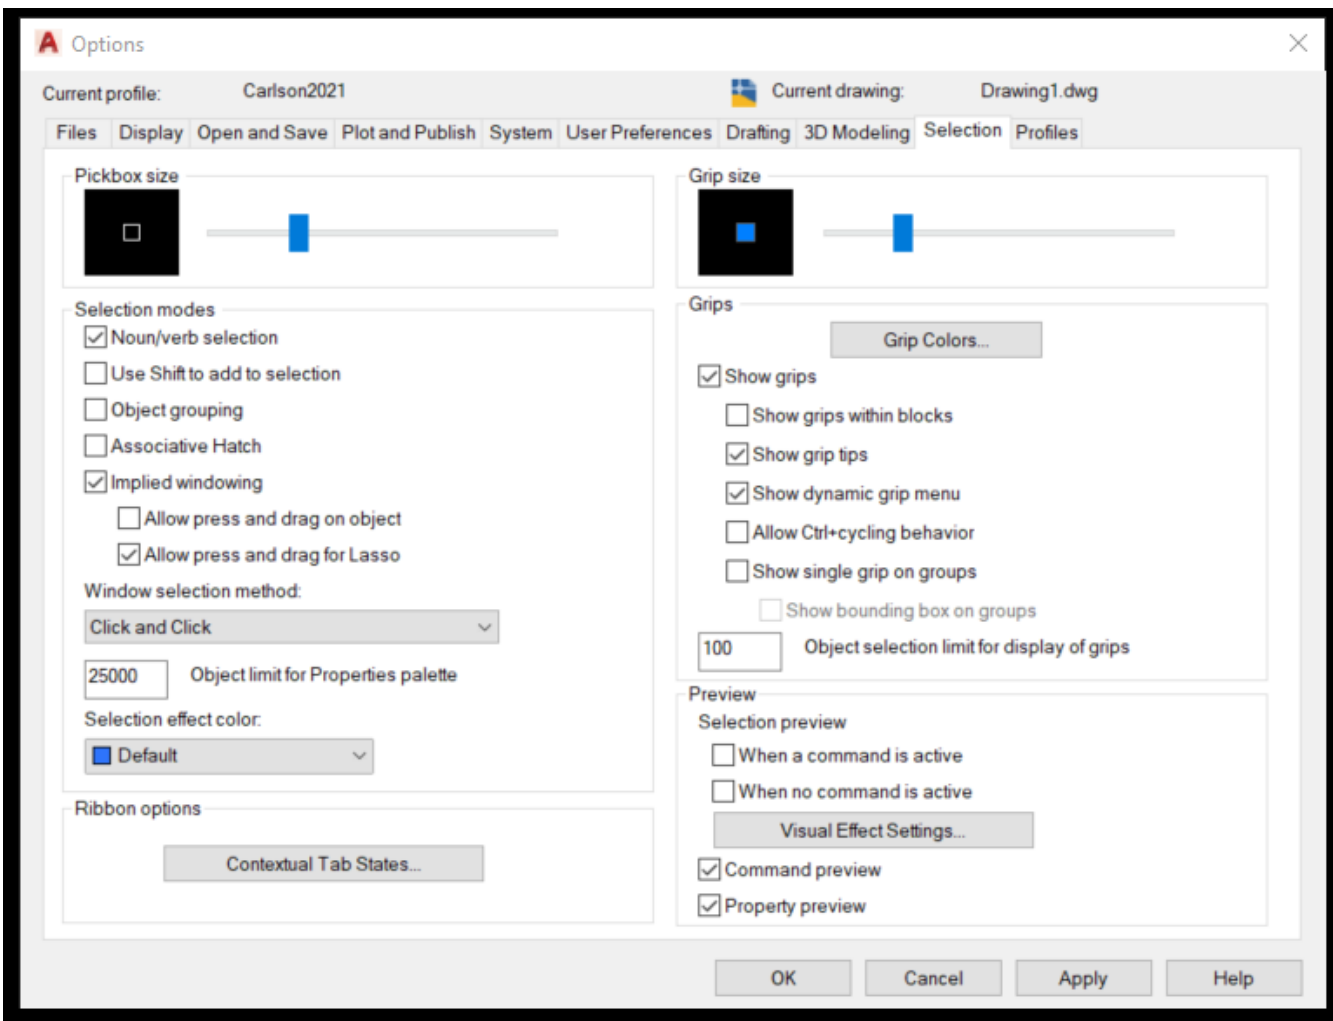 Options
Current profile: Carlson2021 Current drawing: Drawing1.dwg
Files Display Open and Save Plot and Publish System User Preferences Drafting 3D Modeling Selection Profiles
Pickbox size
Selection modes
Noun/verb selection
Use Shift to add to selection
Object grouping
Associative Hatch
Implied windowing
Allow press and drag on object
Allow press and drag for Lasso
Window selection method:
Click and Click
25000 Object limit for Properties palette
Selection effect color:
Default
Ribbon options
Contextual Tab States...
Grip size
Grips
Grip Colors...
Show grips
Show grips within blocks
Show grip tips
Show dynamic grip menu
Allow Ctrl+cycling behavior
Show single grip on groups
Show bounding box on groups
100 Object selection limit for display of grips
Preview
Selection preview
When a command is active
When no command is active
Visual Effect Settings...
Command preview
Property preview
OK Cancel Apply Help